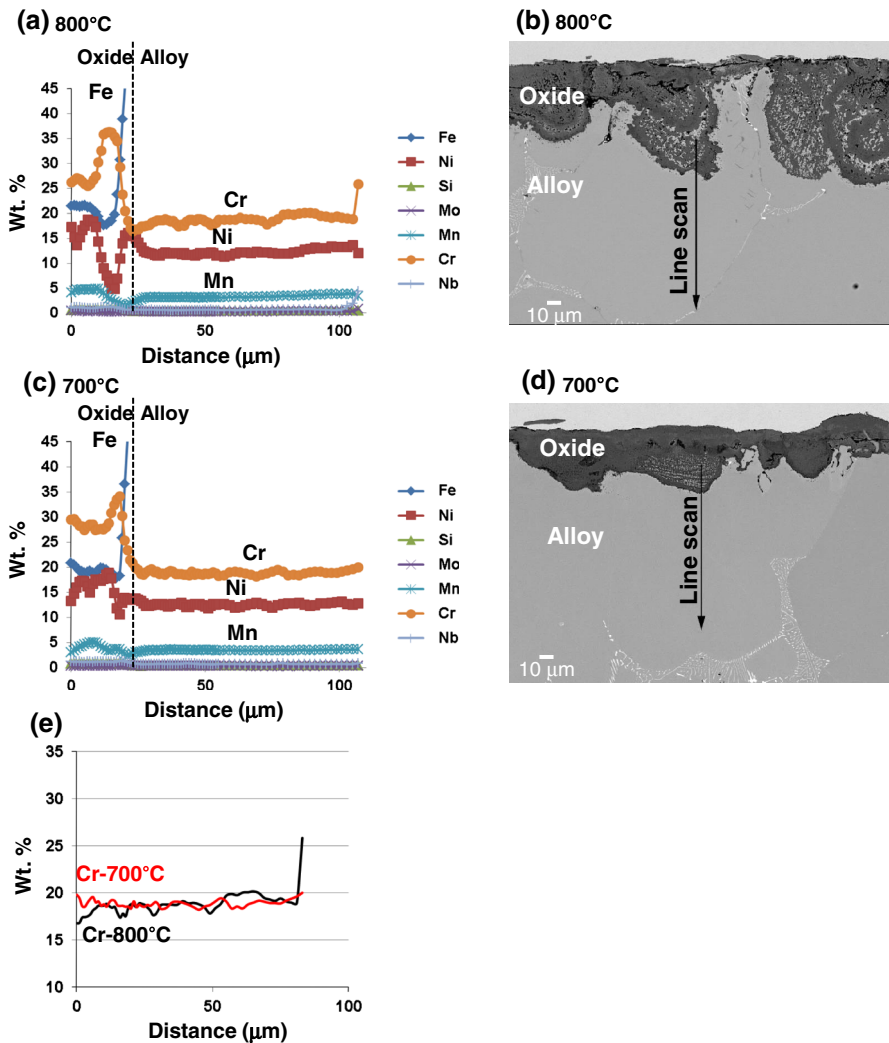 (a) 800°C
Oxide Alloy
Fe
45
40
35
30
25
20
15
10
5
0
Wt. %
Cr
Ni
Mn
0 50 100
Distance (μm)
Fe
Ni
Si
Mo
Mn
Cr
Nb
(b) 800°C
Oxide
Alloy
Line scan
10 μm
(c) 700°C
Oxide Alloy
Fe
45
40
35
30
25
20
15
10
5
0
Wt. %
Cr
Ni
Mn
0 50 100
Distance (μm)
Fe
Ni
Si
Mo
Mn
Cr
Nb
(d) 700°C
Oxide
Alloy
Line scan
10 μm
(e)
35
30
25
20
15
10
Wt. %
Cr-700°C
Cr-800°C
0 50 100
Distance (μm)